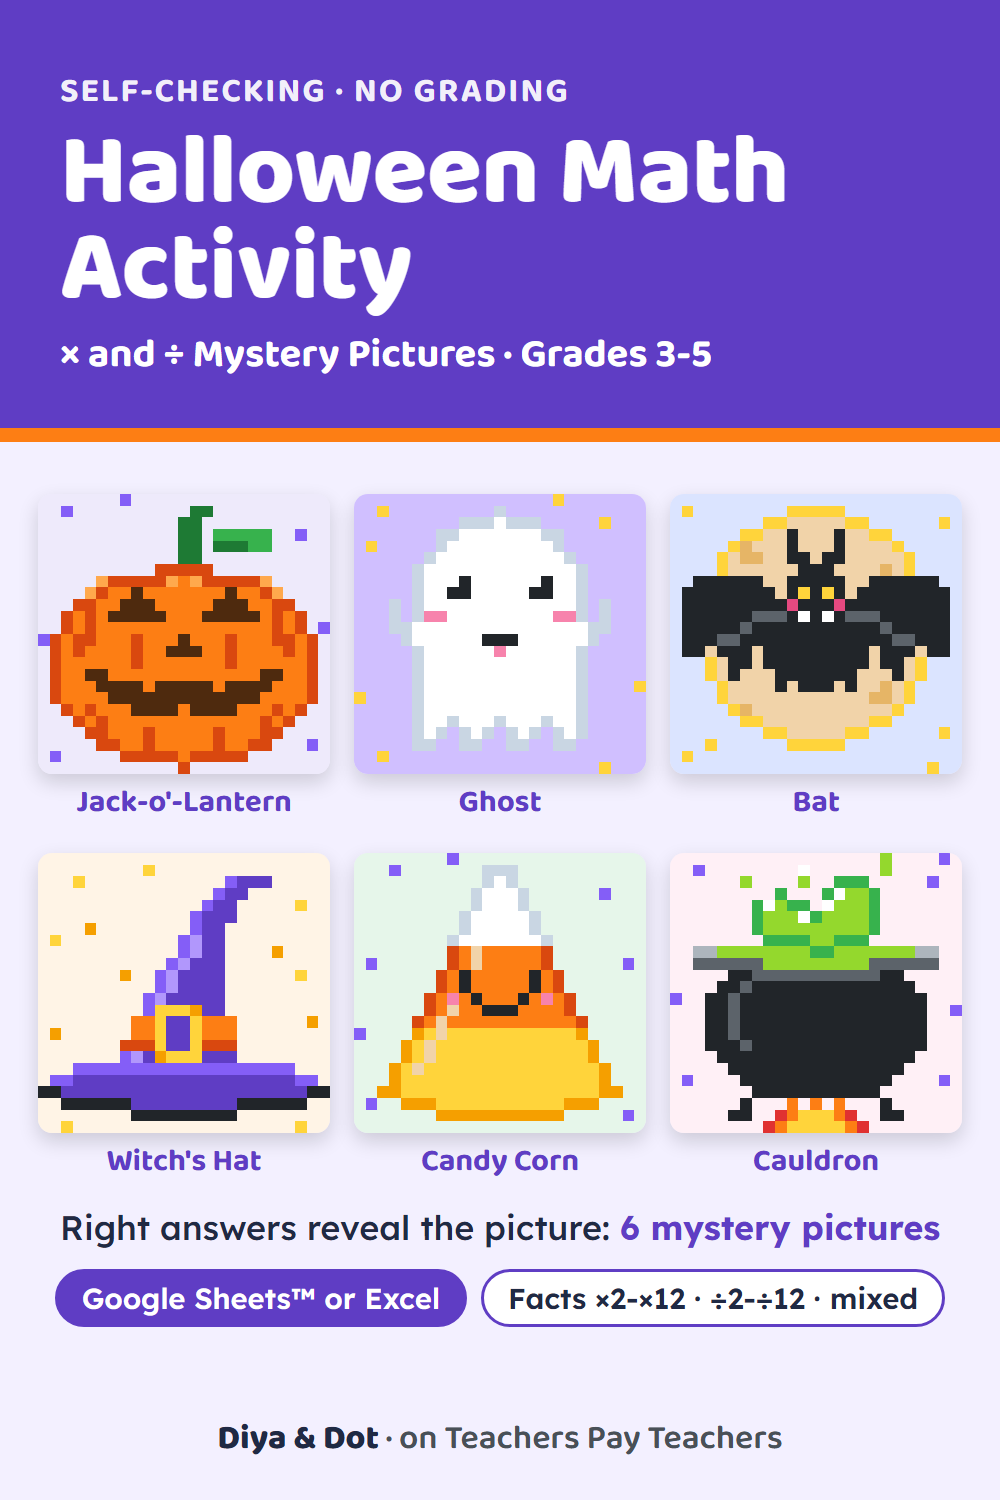 SELF-CHECKING · NO GRADING
Halloween Math
Activity
× and ÷ Mystery Pictures · Grades 3-5
Jack-o'-Lantern
Ghost
Bat
Witch's Hat
Candy Corn
Cauldron
Right answers reveal the picture: 6 mystery pictures
Google Sheets™ or Excel
Facts ×2-×12 · ÷2-÷12 · mixed
Diya & Dot · on Teachers Pay Teachers